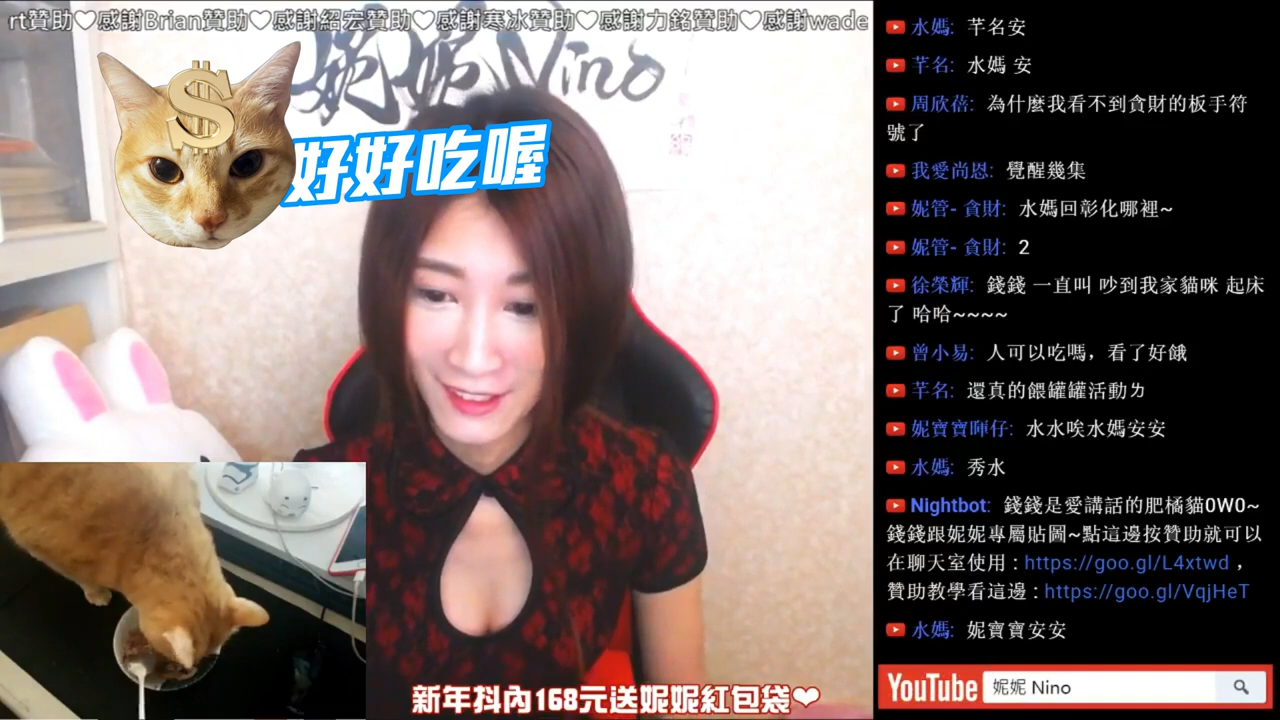 rt贊助♡感謝Brian贊助♡感謝紹宏贊助♡感謝寒冰贊助♡感謝力銘贊助♡感謝wade
妮妮 Nino
$
好好吃喔
新年抖內168元送妮妮紅包袋❤
水媽: 芋名安
芋名: 水媽 安
周欣蓓: 為什麼我看不到貪財的板手符
號了
我愛尚恩: 覺醒幾集
妮管- 貪財: 水媽回彰化哪裡~
妮管- 貪財: 2
徐榮輝: 錢錢 一直叫 吵到我家貓咪 起床
了 哈哈~~~~
曾小易: 人可以吃嗎，看了好餓
芋名: 還真的餵罐罐活動ㄌ
妮寶寶暉仔: 水水唉水媽安安
水媽: 秀水
Nightbot: 錢錢是愛講話的肥橘貓0W0~
錢錢跟妮妮專屬貼圖~點這邊按贊助就可以
在聊天室使用 : https://goo.gl/L4xtwd ，
贊助教學看這邊 : https://goo.gl/VqjHeT
水媽: 妮寶寶安安
YouTube 妮妮 Nino